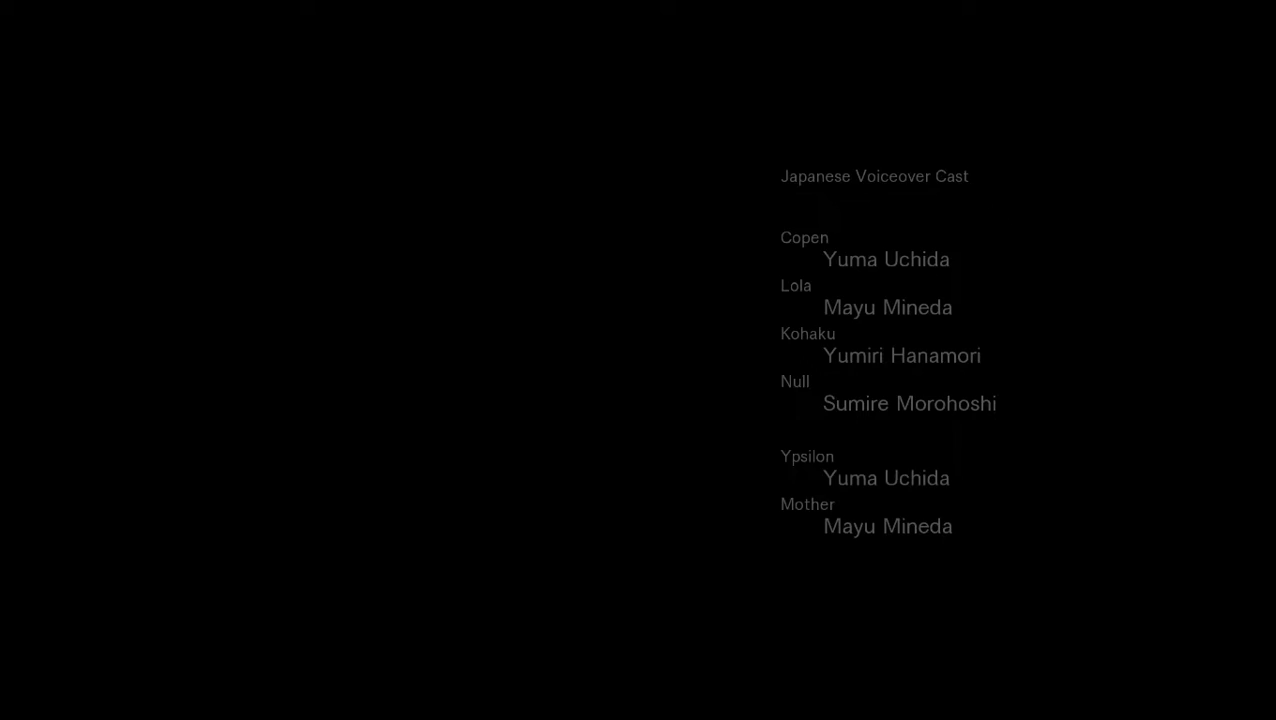 Japanese Voiceover Cast
Copen
Yuma Uchida
Lola
Mayu Mineda
Kohaku
Yumiri Hanamori
Null
Sumire Morohoshi
Ypsilon
Yuma Uchida
Mother
Mayu Mineda